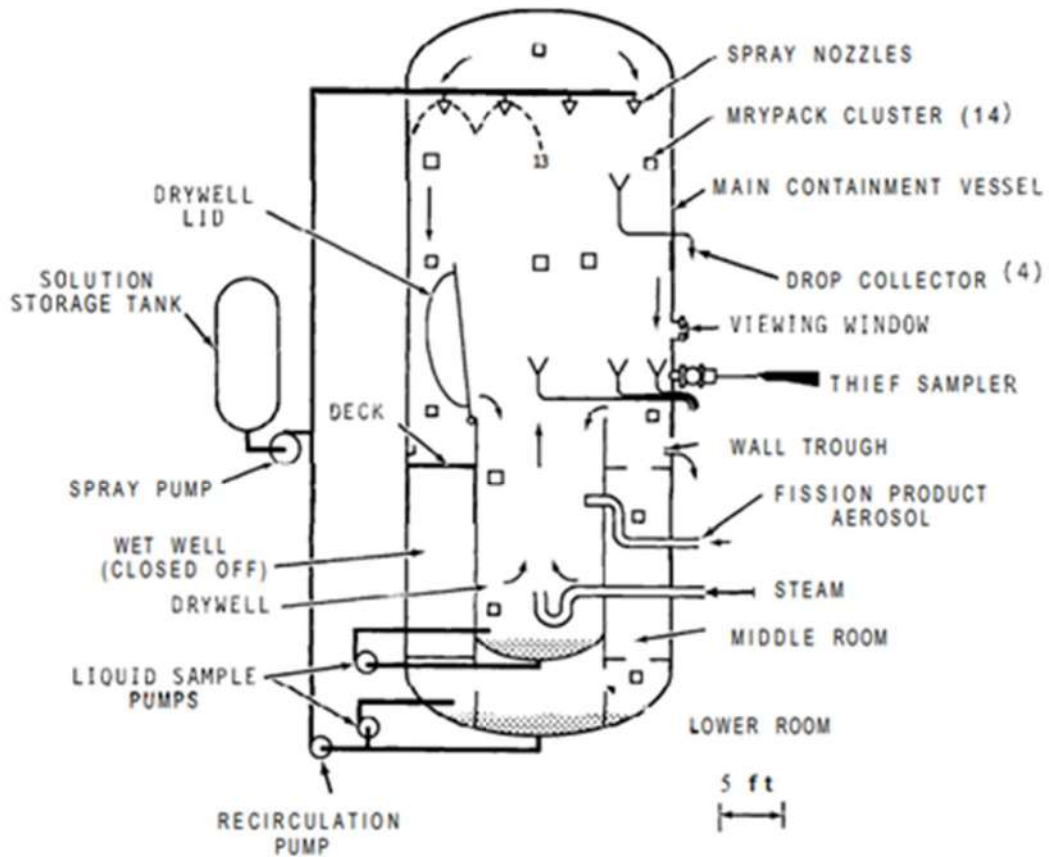 SPRAY NOZZLES
MRYPACK CLUSTER (14)
13
MAIN CONTAINMENT VESSEL
DRYWELL
LID
DROP COLLECTOR (4)
SOLUTION
STORAGE TANK
VIEWING WINDOW
THIEF SAMPLER
DECK
WALL TROUGH
SPRAY PUMP
FISSION PRODUCT
AEROSOL
WET WELL
(CLOSED OFF)
STEAM
DRYWELL
MIDDLE ROOM
LIQUID SAMPLE
PUMPS
LOWER ROOM
5 ft
RECIRCULATION
PUMP